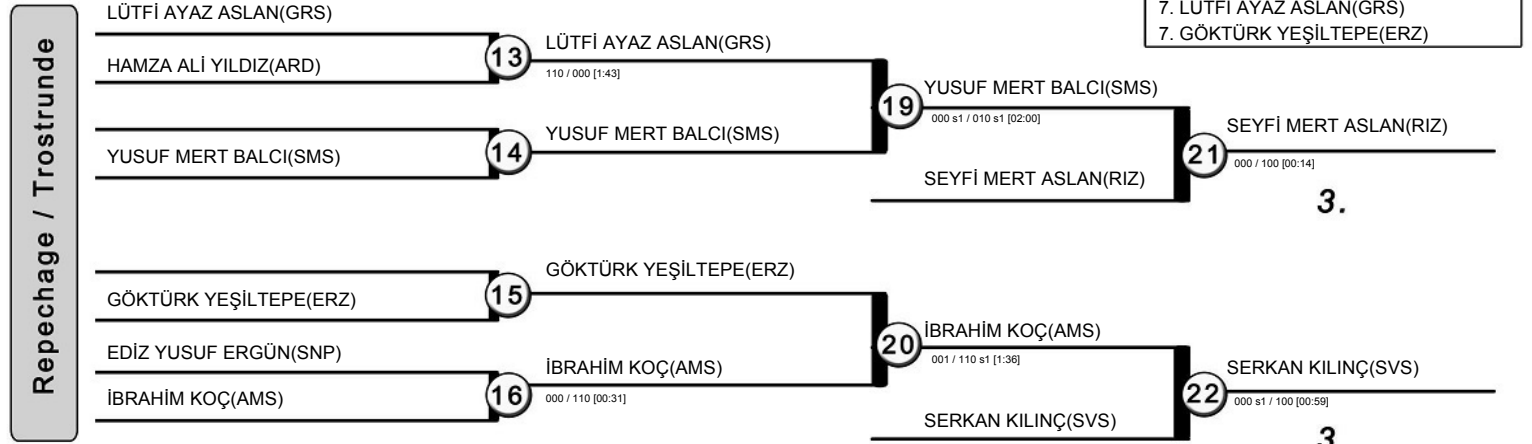 LÜTFİ AYAZ ASLAN(GRS)
7. LÜTFİ AYAZ ASLAN(GRS)
7. GÖKTÜRK YEŞİLTEPE(ERZ)
Repechage / Trostrunde
13
LÜTFİ AYAZ ASLAN(GRS)
HAMZA ALİ YILDIZ(ARD)
110 / 000 [1:43]
19
YUSUF MERT BALCI(SMS)
000 s1 / 010 s1 [02:00]
14
YUSUF MERT BALCI(SMS)
YUSUF MERT BALCI(SMS)
21
SEYFİ MERT ASLAN(RIZ)
000 / 100 [00:14]
SEYFİ MERT ASLAN(RIZ)
3.
GÖKTÜRK YEŞİLTEPE(ERZ)
15
GÖKTÜRK YEŞİLTEPE(ERZ)
20
İBRAHİM KOÇ(AMS)
001 / 110 s1 [1:36]
EDİZ YUSUF ERGÜN(SNP)
16
İBRAHİM KOÇ(AMS)
000 / 110 [00:31]
İBRAHİM KOÇ(AMS)
22
SERKAN KILINÇ(SVS)
000 s1 / 100 [00:59]
SERKAN KILINÇ(SVS)
3